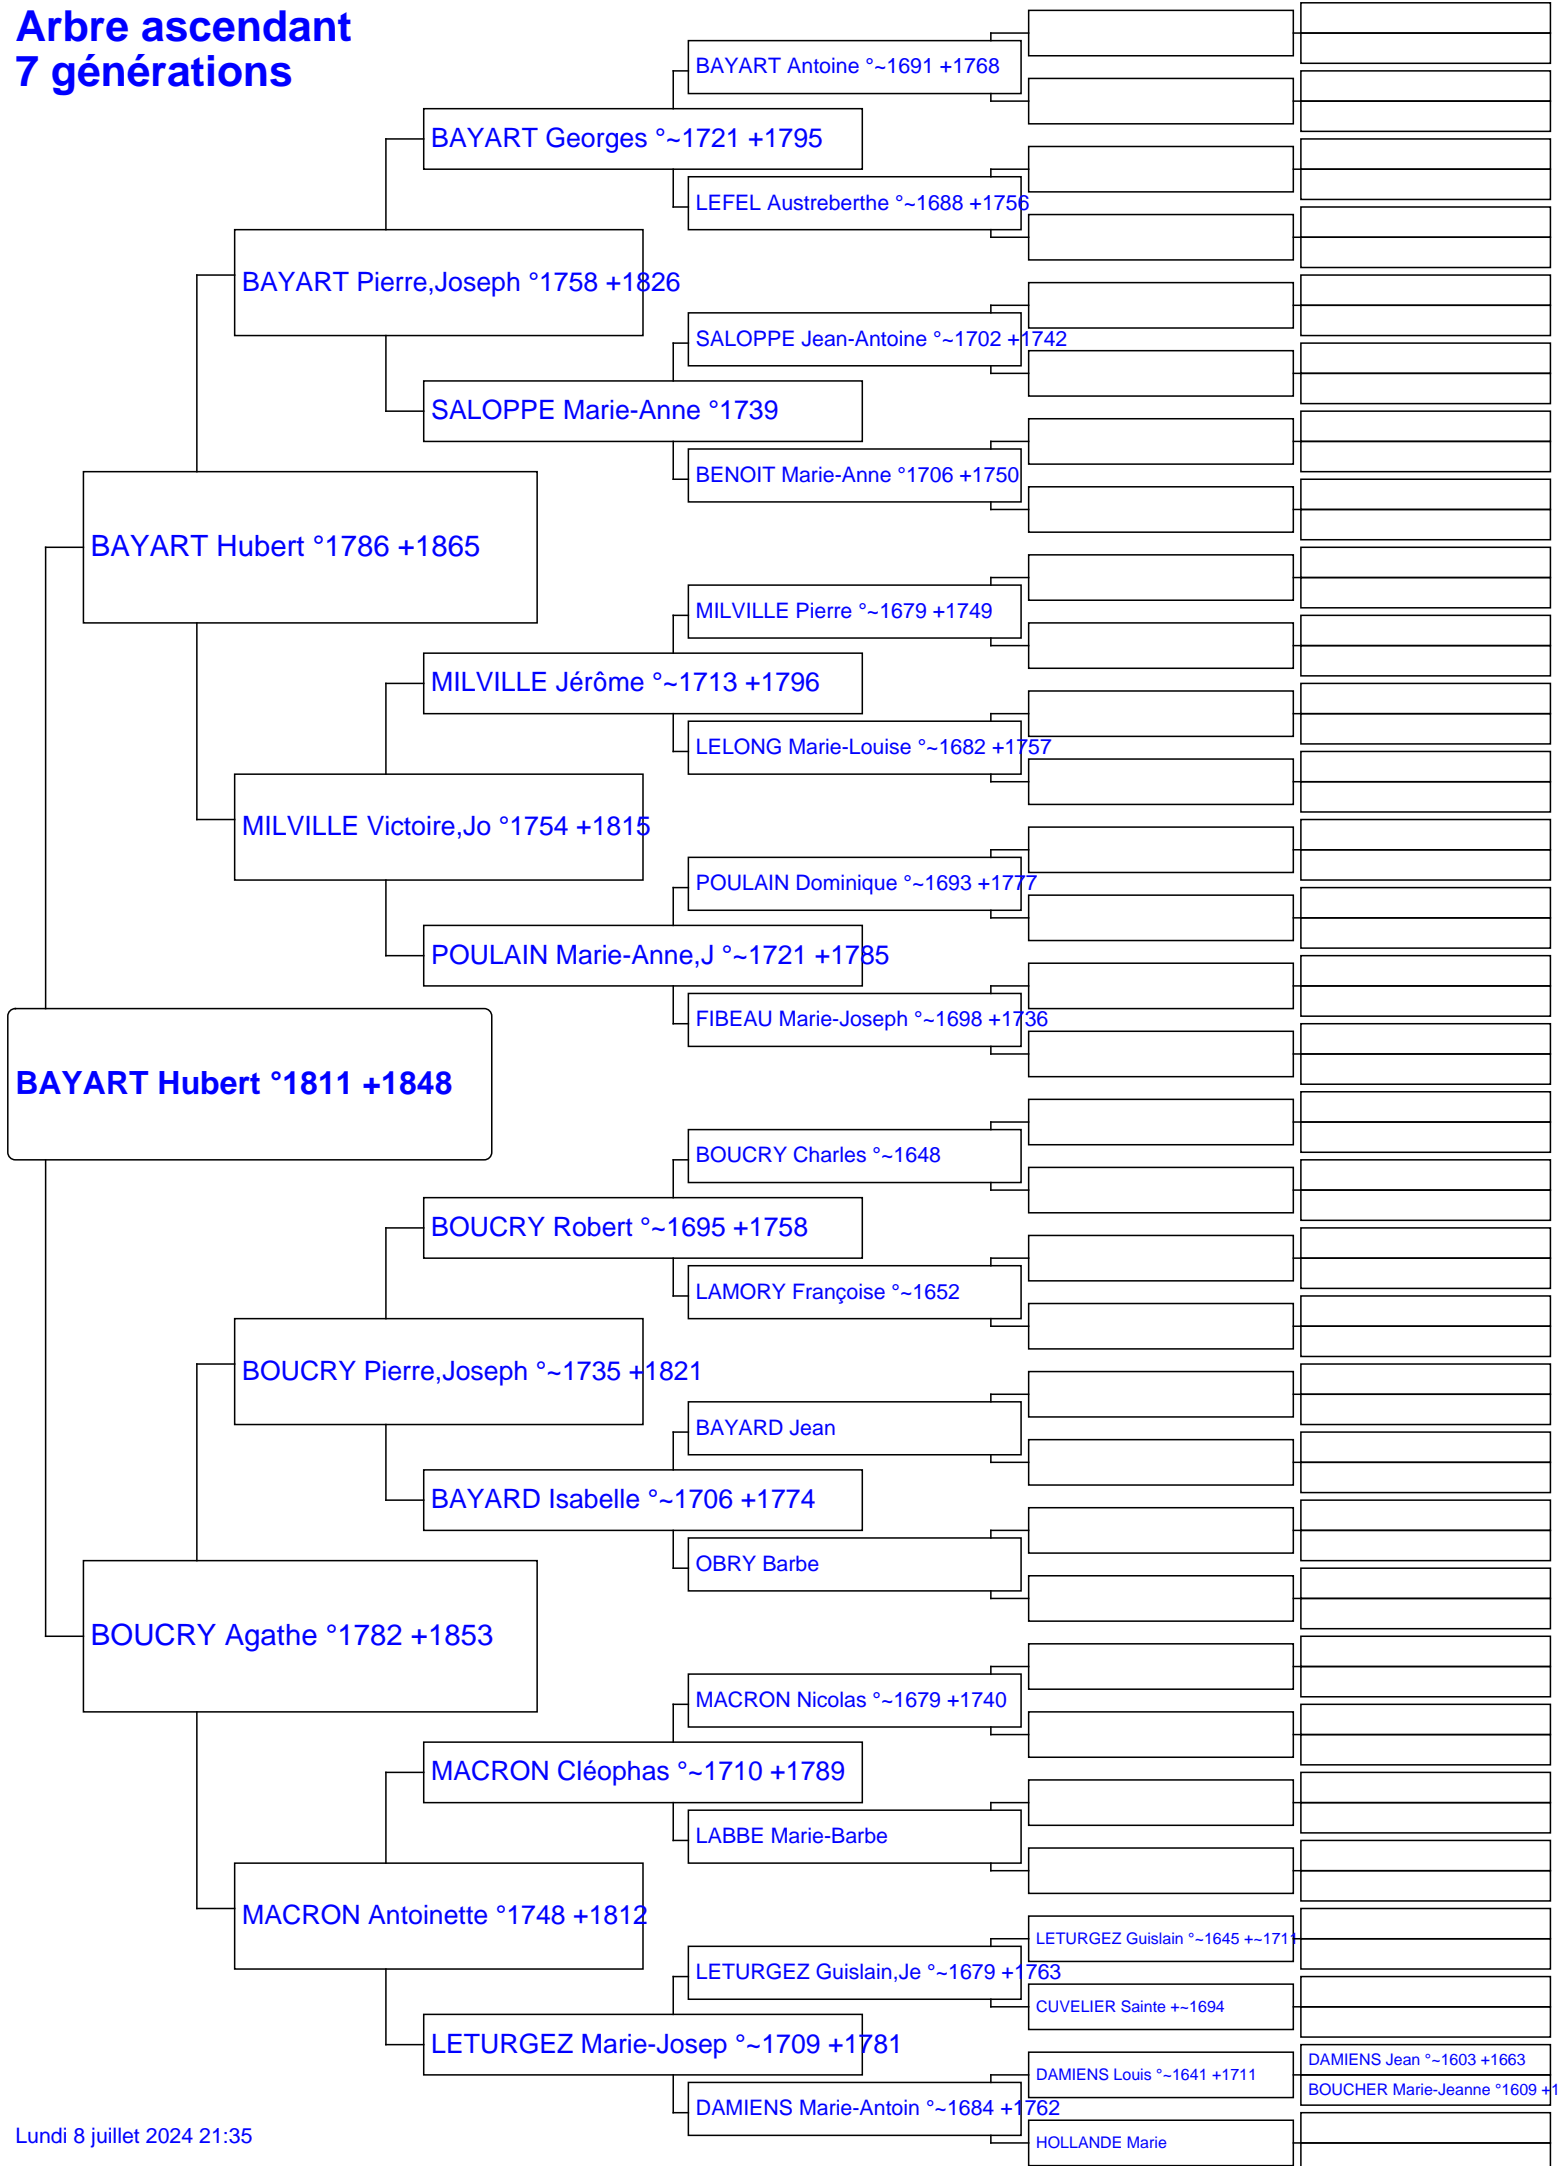 Arbre ascendant
7 générations
BAYART Antoine °~1691 +1768
BAYART Georges °~1721 +1795
LEFEL Austreberthe °~1688 +1756
BAYART Pierre,Joseph °1758 +1826
SALOPPE Jean-Antoine °~1702 +1742
SALOPPE Marie-Anne °1739
BENOIT Marie-Anne °1706 +1750
BAYART Hubert °1786 +1865
MILVILLE Pierre °~1679 +1749
MILVILLE Jérôme °~1713 +1796
LELONG Marie-Louise °~1682 +1757
MILVILLE Victoire,Jo °1754 +1815
POULAIN Dominique °~1693 +1777
POULAIN Marie-Anne,J °~1721 +1785
FIBEAU Marie-Joseph °~1698 +1736
BAYART Hubert °1811 +1848
BOUCRY Charles °~1648
BOUCRY Robert °~1695 +1758
LAMORY Françoise °~1652
BOUCRY Pierre,Joseph °~1735 +1821
BAYARD Jean
BAYARD Isabelle °~1706 +1774
OBRY Barbe
BOUCRY Agathe °1782 +1853
MACRON Nicolas °~1679 +1740
MACRON Cléophas °~1710 +1789
LABBE Marie-Barbe
MACRON Antoinette °1748 +1812
LETURGEZ Guislain °~1645 +~1711
LETURGEZ Guislain,Je °~1679 +1763
CUVELIER Sainte +~1694
LETURGEZ Marie-Josep °~1709 +1781
DAMIENS Jean °~1603 +1663
DAMIENS Louis °~1641 +1711
BOUCHER Marie-Jeanne °1609 +1
DAMIENS Marie-Antoin °~1684 +1762
HOLLANDE Marie
Lundi 8 juillet 2024 21:35